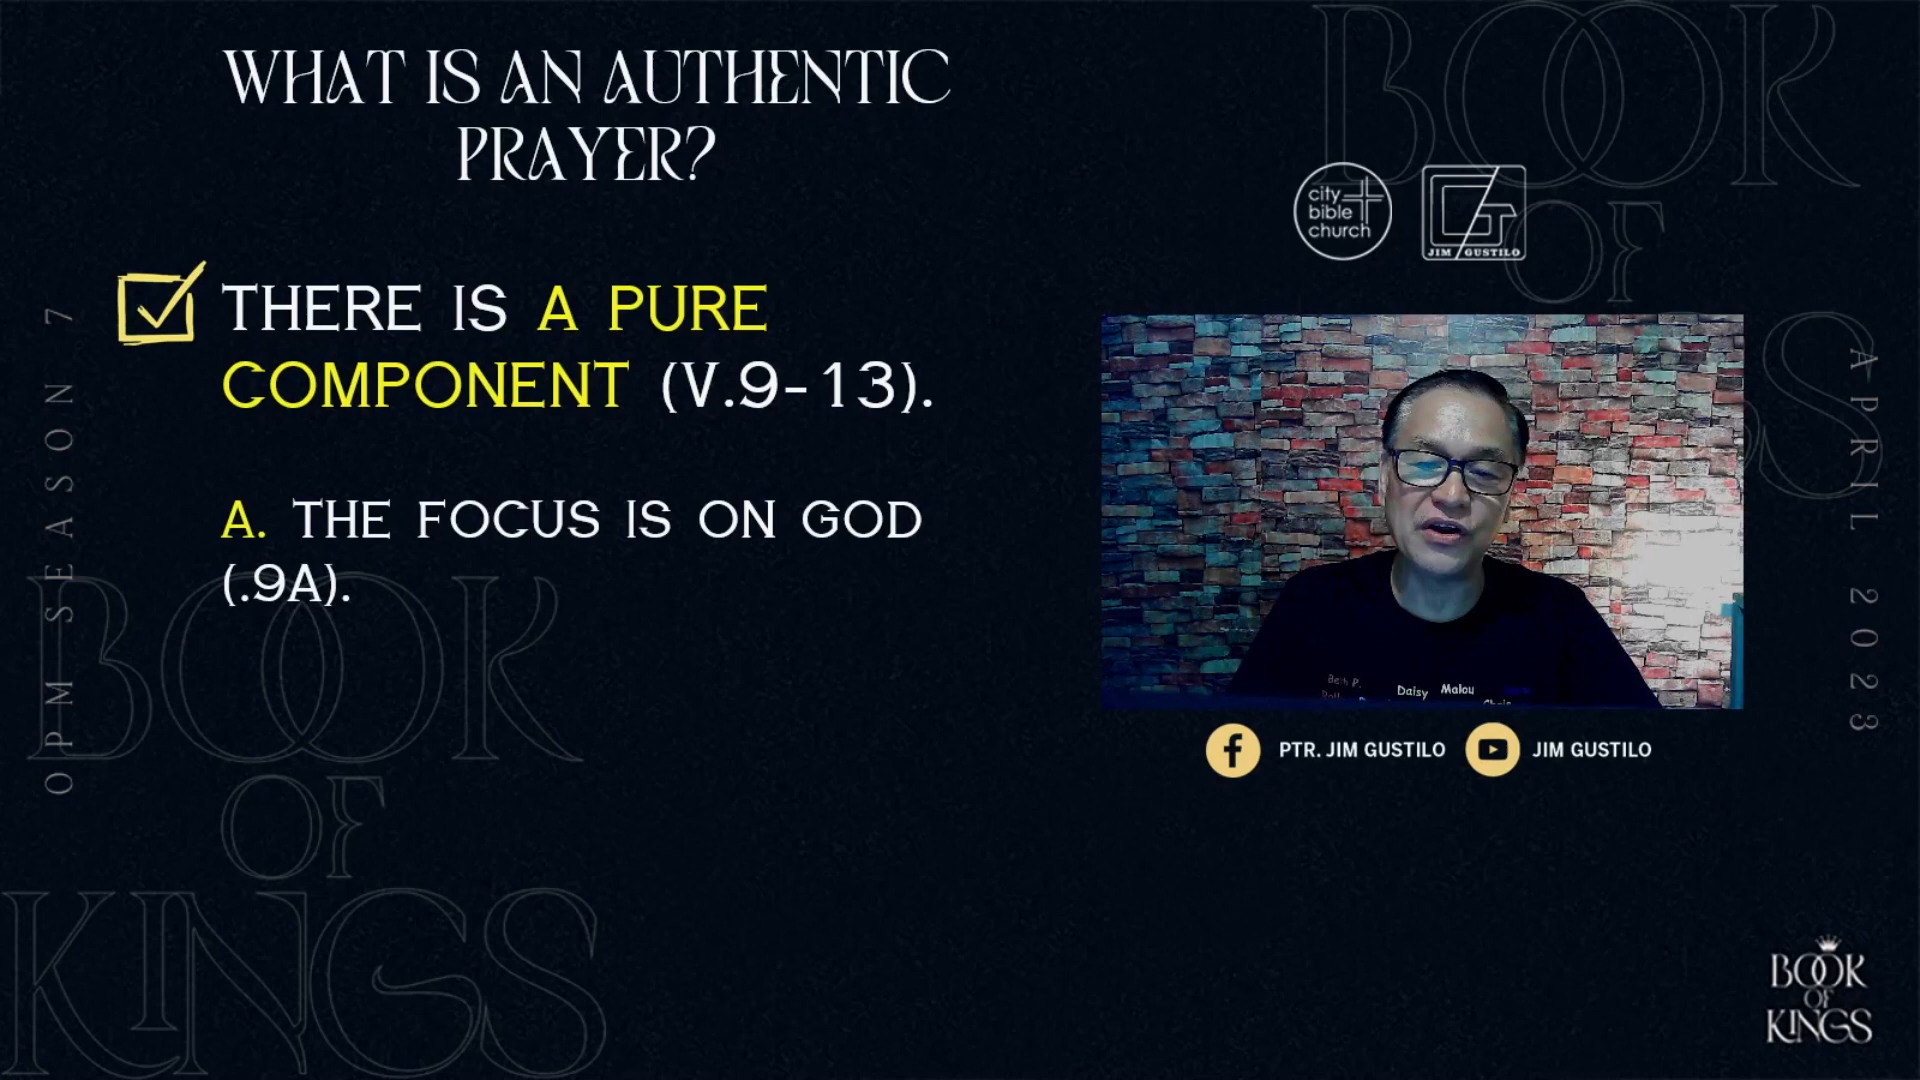 WHAT IS AN AUTHENTIC
PRAYER?
THERE IS A PURE
COMPONENT (V.9-13).
A. THE FOCUS IS ON GOD
(.9A).
OPM SEASON 7
BOOK
OF
KINGS
BOOK
OF
S
city
bible
church
JIM GUSTILO
Beth P.
Daisy
Malou
PTR. JIM GUSTILO
JIM GUSTILO
APRIL 2023
BOOK
OF
KINGS